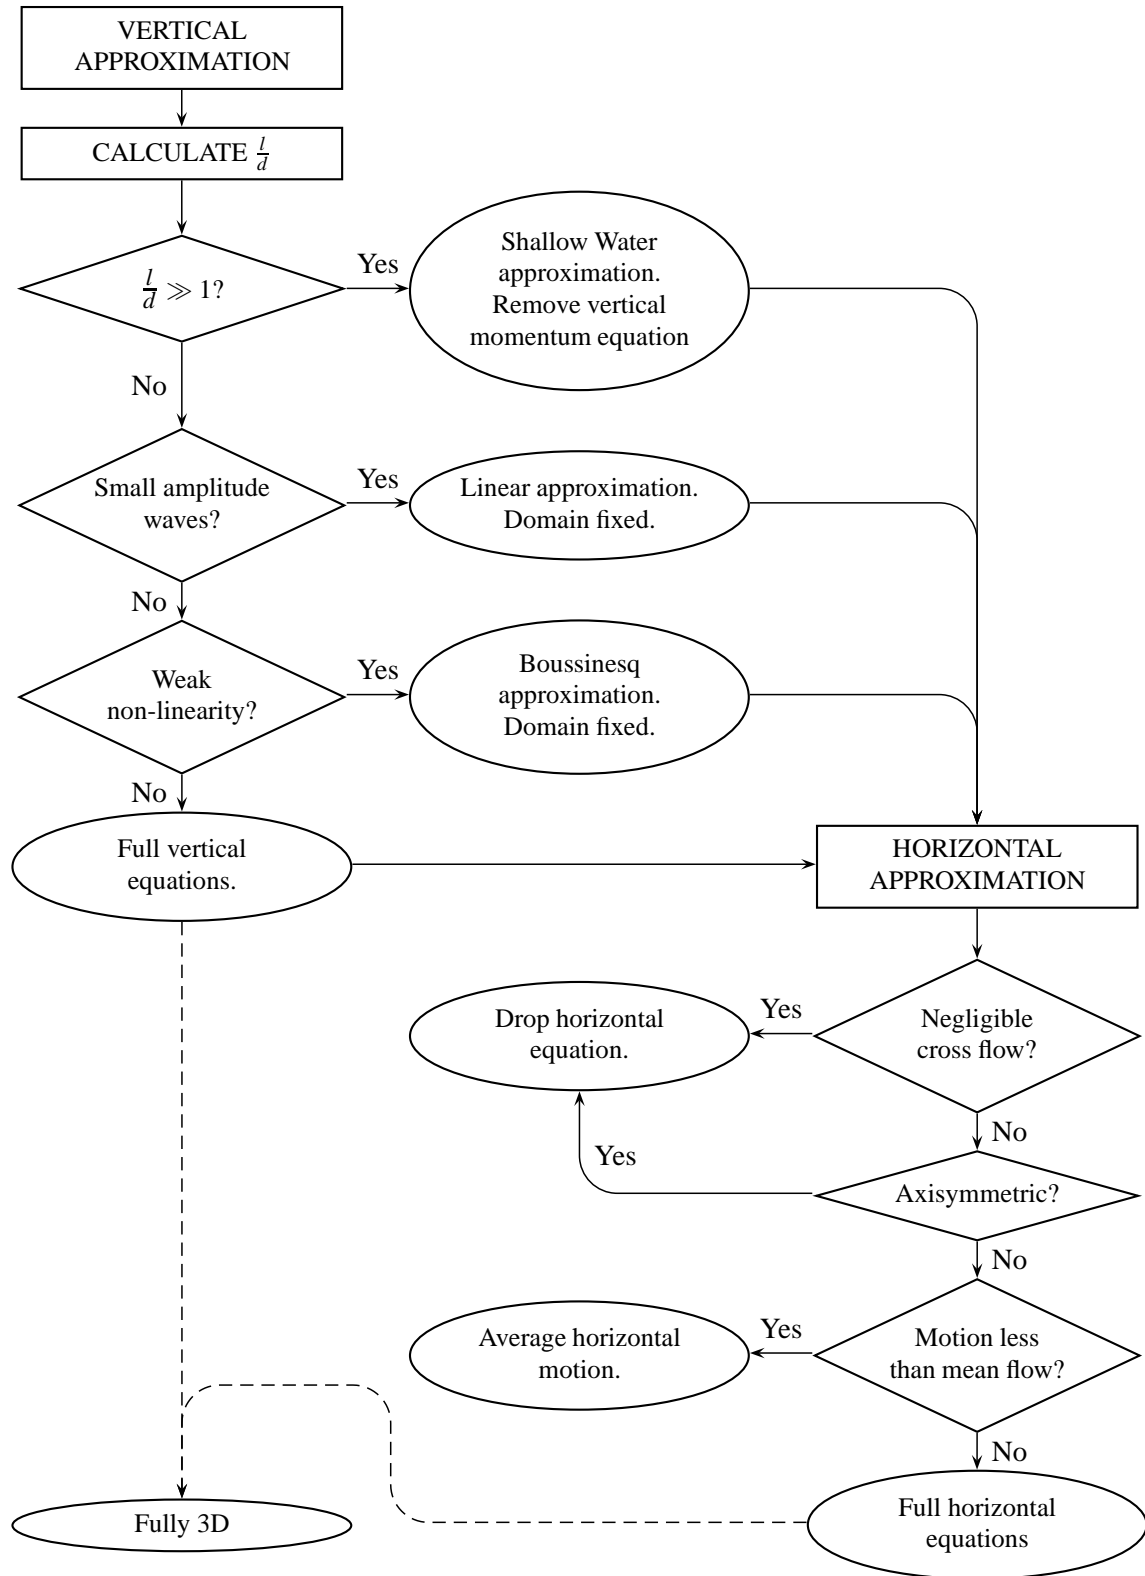 VERTICAL
APPROXIMATION
CALCULATE l/d
l/d ≫ 1?
Yes
Shallow Water
approximation.
Remove vertical
momentum equation
No
Small amplitude
waves?
Yes
Linear approximation.
Domain fixed.
No
Weak
non-linearity?
Yes
Boussinesq
approximation.
Domain fixed.
No
Full vertical
equations.
HORIZONTAL
APPROXIMATION
Negligible
cross flow?
Yes
Drop horizontal
equation.
No
Axisymmetric?
Yes
No
Motion less
than mean flow?
Yes
Average horizontal
motion.
No
Full horizontal
equations
Fully 3D